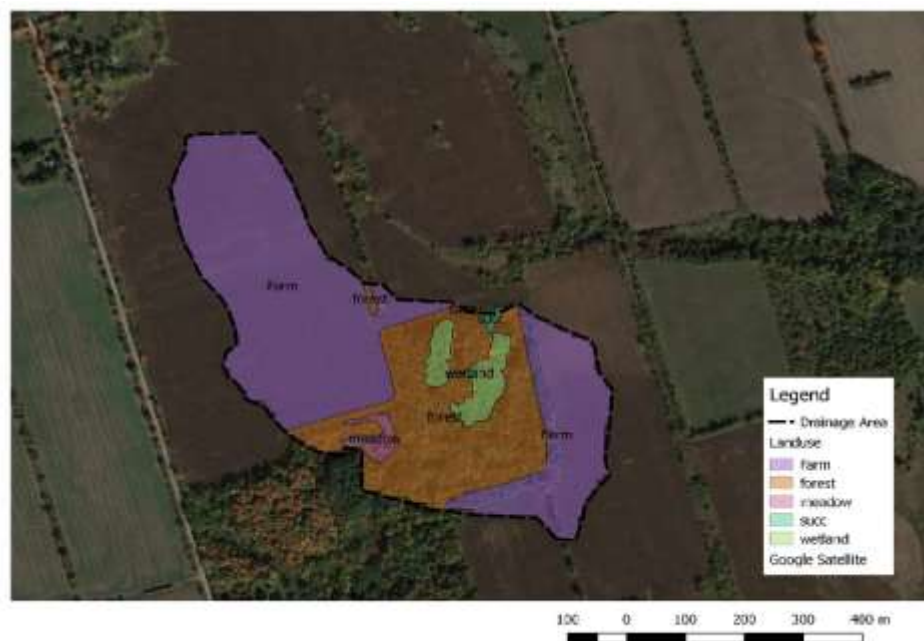 Farm
forest
wetland
forest
meadow
Farm
Legend
Drainage Area
Landuse
Farm
forest
meadow
succ
wetland
Google Satellite
100 0 100 200 300 400 m